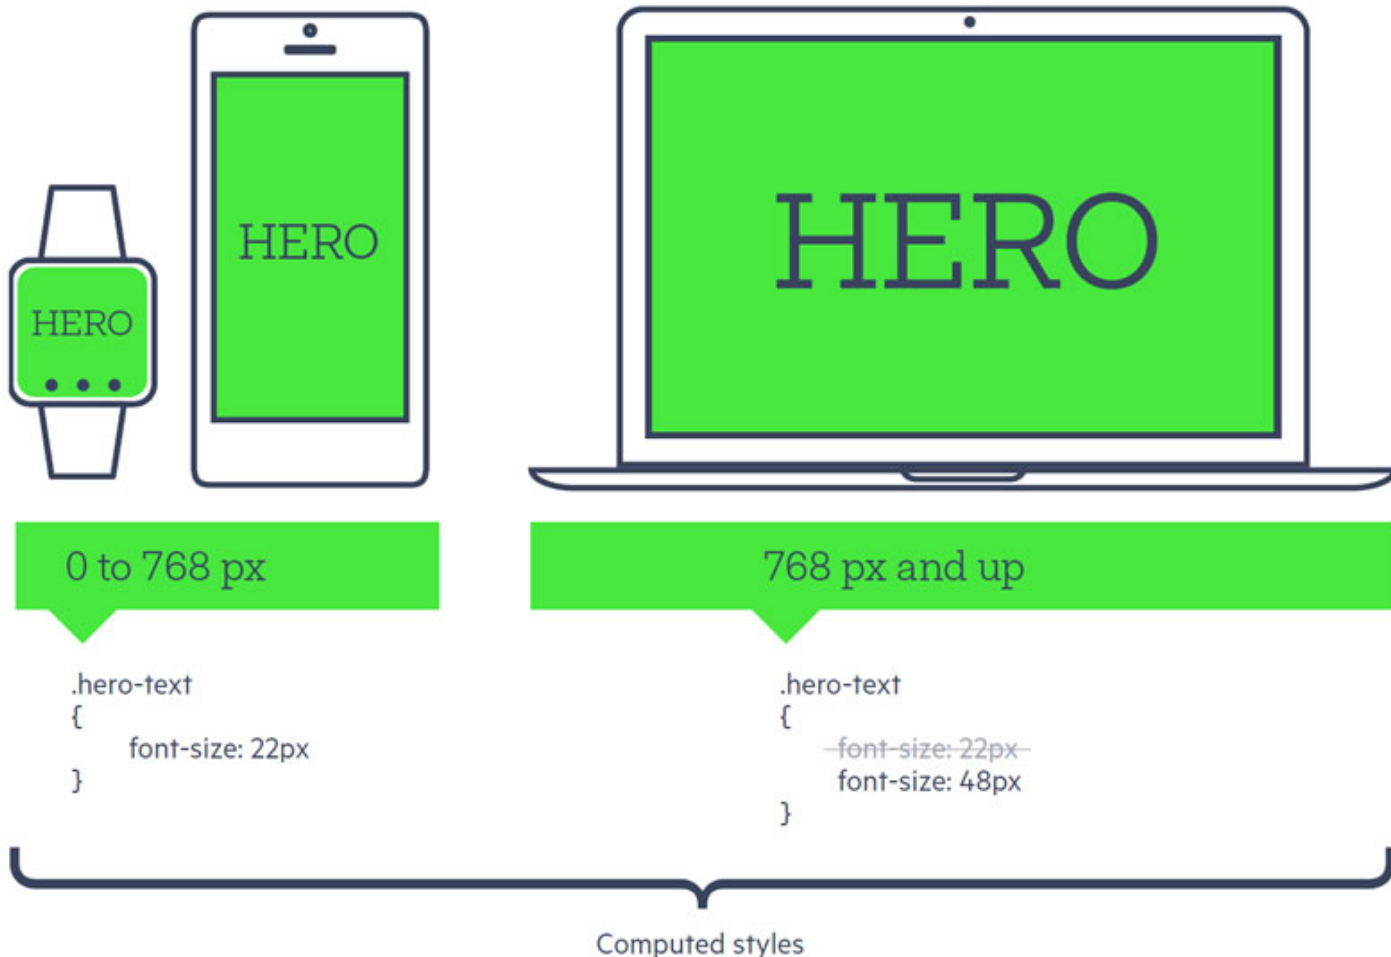 HERO
HERO
HERO
0 to 768 px
768 px and up
.hero-text
{
font-size: 22px
}
.hero-text
{
font-size: 22px
font-size: 48px
}
Computed styles